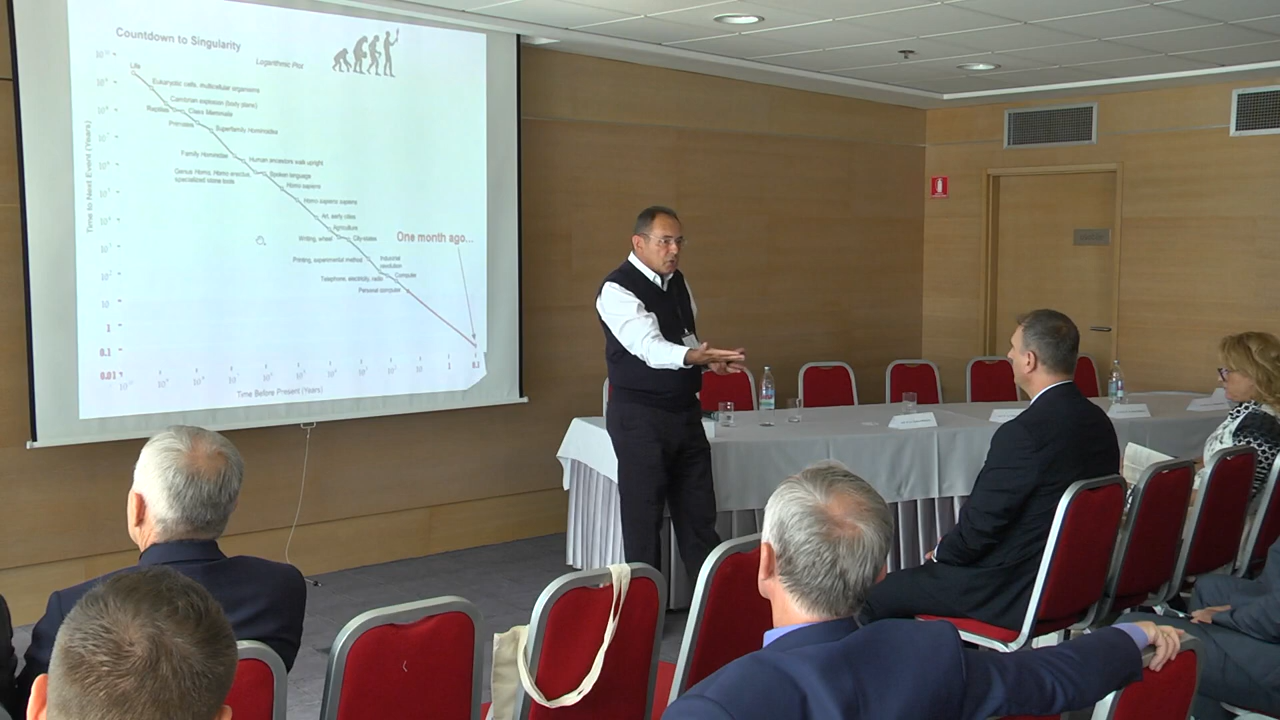 Countdown to Singularity
Logarithmic Plot
Life
Eukaryotic cells, multicellular organisms
Cambrian explosion (body plans)
Reptiles
Class Mammalia
Primates
Superfamily Hominoidea
Family Hominidae
Human ancestors walk upright
Genus Homo, Homo erectus,
specialized stone tools
Spoken language
Homo sapiens
Homo sapiens sapiens
Art, early cities
Agriculture
Writing, wheel
City-states
One month ago...
Printing, experimental method
Industrial
revolution
Telephone, electricity, radio
Computer
Personal computer
Time to Next Event (Years)
10
1
0.1
0.01
1
0.1
Time Before Present (Years)